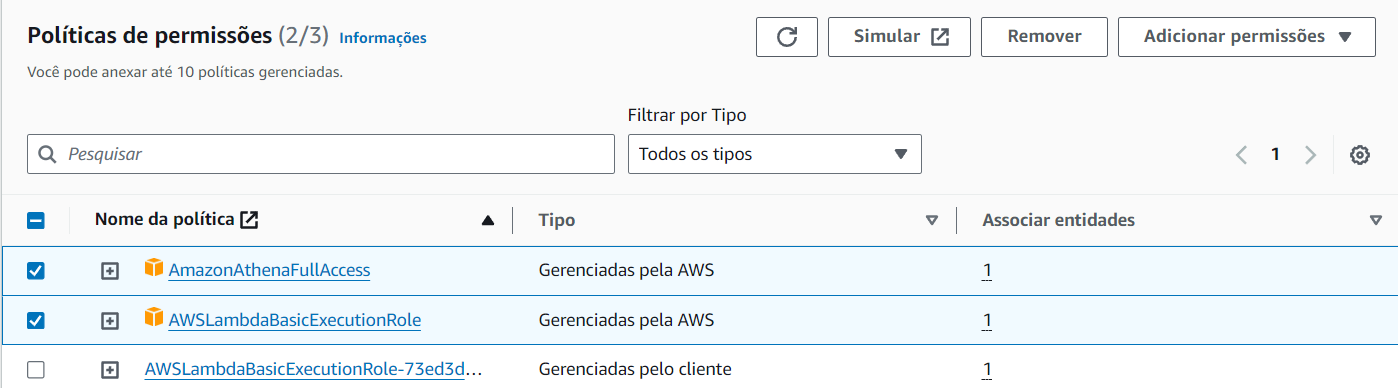 Políticas de permissões (2/3) Informações
Simular
Remover
Adicionar permissões
Você pode anexar até 10 políticas gerenciadas.
Filtrar por Tipo
Pesquisar
Todos os tipos
1
Nome da política
Tipo
Associar entidades
AmazonAthenaFullAccess
Gerenciadas pela AWS
1
AWSLambdaBasicExecutionRole
Gerenciadas pela AWS
1
AWSLambdaBasicExecutionRole-73ed3d...
Gerenciadas pelo cliente
1